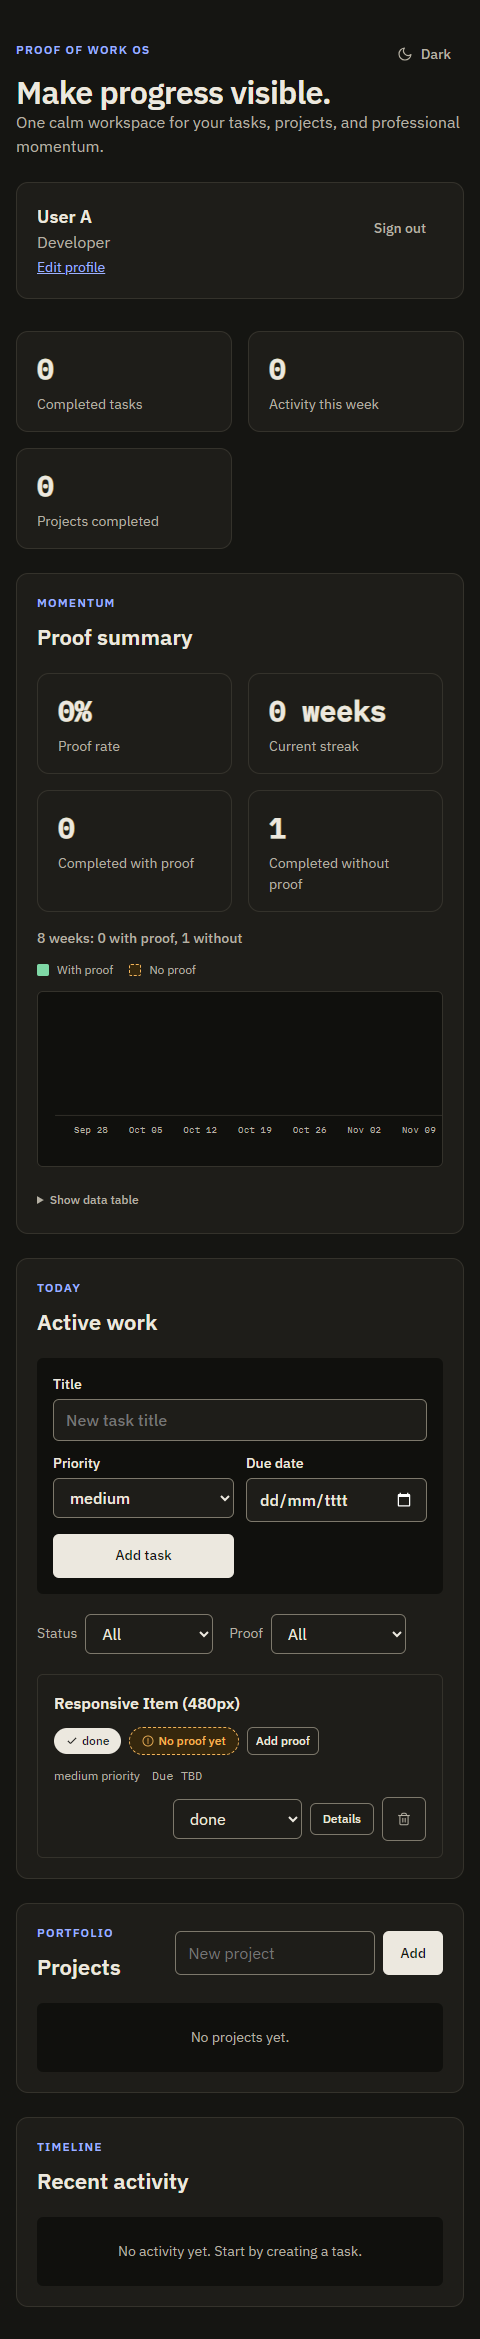 PROOF OF WORK OS
Dark
Make progress visible.
One calm workspace for your tasks, projects, and professional
momentum.
User A
Developer
Edit profile
Sign out
0
Completed tasks
0
Activity this week
0
Projects completed
MOMENTUM
Proof summary
0%
Proof rate
0 weeks
Current streak
0
Completed with proof
1
Completed without
proof
8 weeks: 0 with proof, 1 without
With proof
No proof
Sep 28 Oct 05 Oct 12 Oct 19 Oct 26 Nov 02 Nov 09
Show data table
TODAY
Active work
Title
New task title
Priority
Due date
medium
dd/mm/tttt
Add task
Status
All
Proof
All
Responsive Item (480px)
done
No proof yet
Add proof
medium priority Due TBD
done
Details
PORTFOLIO
Projects
New project
Add
No projects yet.
TIMELINE
Recent activity
No activity yet. Start by creating a task.